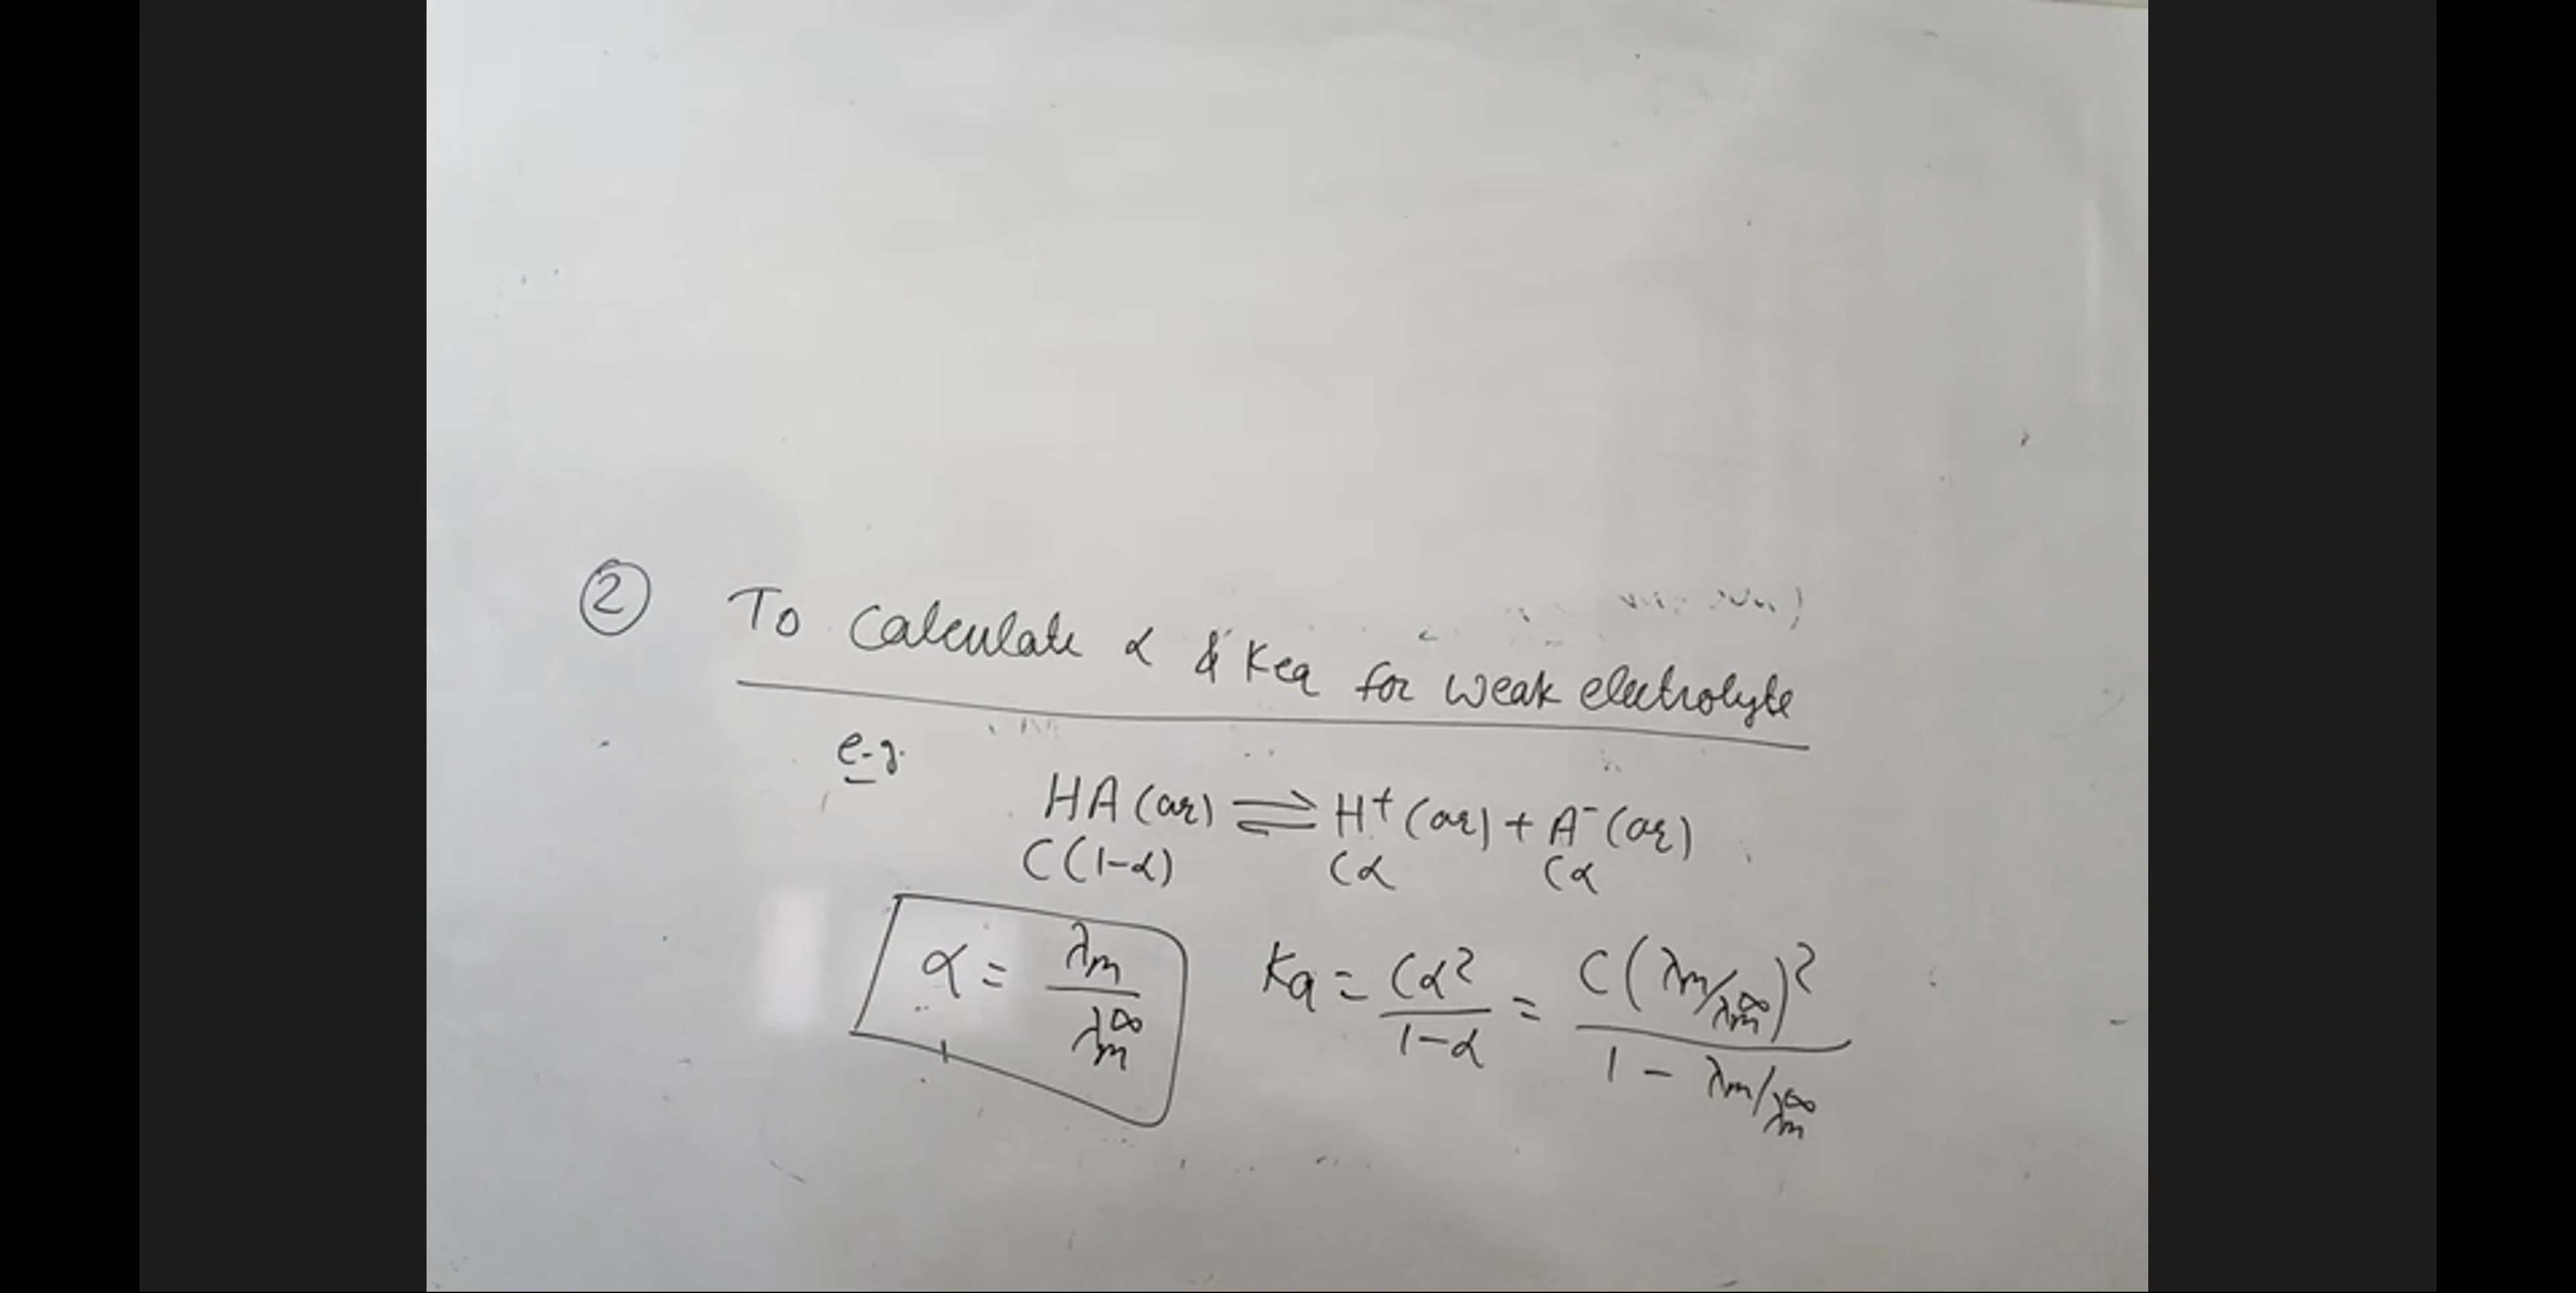 ② To Calculate α & Keq for weak electrolyte
e.g.
HA (aq) ⇌ H⁺ (aq) + A⁻ (aq)
C(1-α) Cα Cα
α = λm / λm^∞ Ka = Cα² / 1-α = C(λm/λm^∞)² / 1 - λm/λm^∞